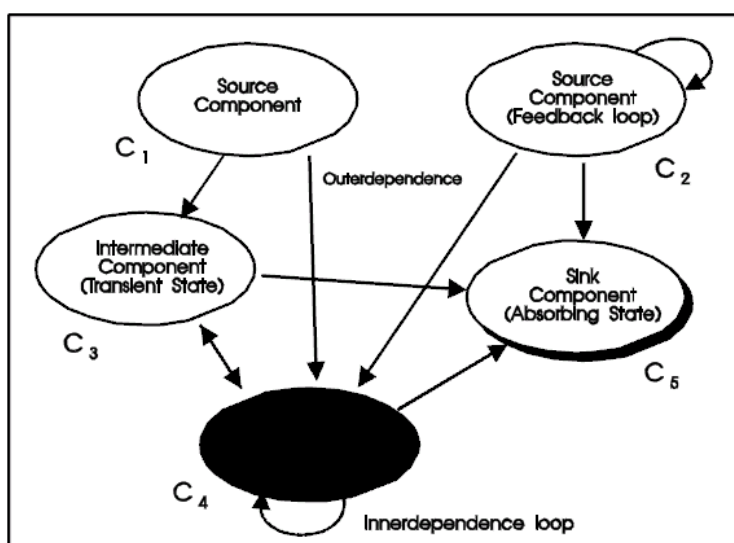 Source
Component
C1
Source
Component
(Feedback loop)
C2
Outerdependence
Intermediate
Component
(Transient State)
C3
Sink
Component
(Absorbing State)
C5
C4
Innerdependence loop